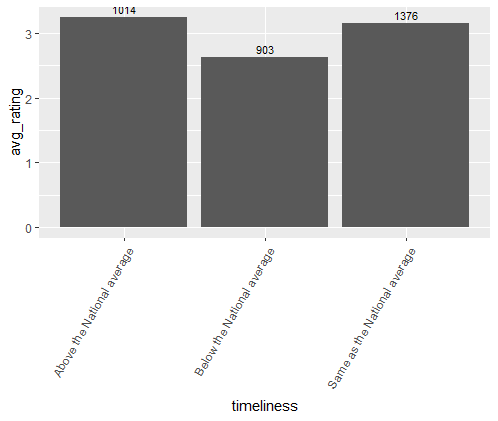 1014
903
1376
3
2
1
0
avg_rating
Above the National average
Below the National average
Same as the National average
timeliness